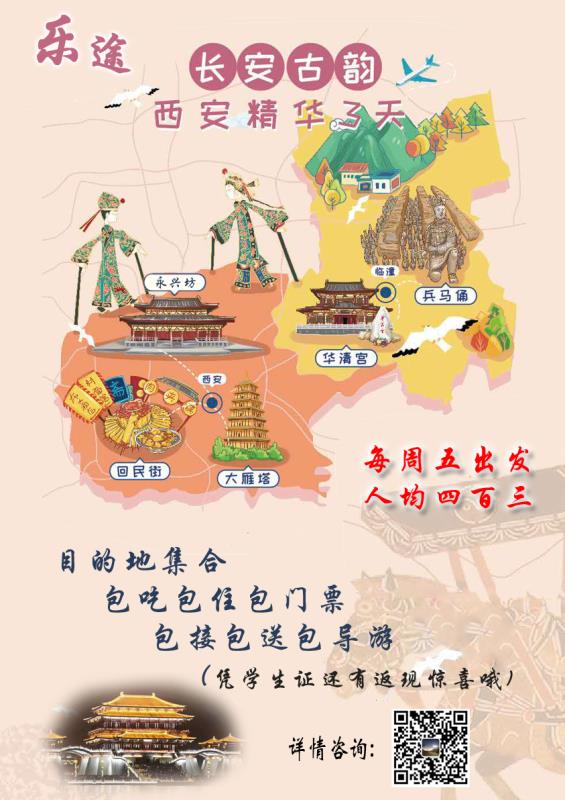 乐途
长安古韵
西安精华3天
临潼
兵马俑
永兴坊
华清宫
西安
回民街
大雁塔
每周五出发
人均四百三
目的地集合
包吃包住包门票
包接包送包导游
（凭学生证还有返现惊喜哦）
详情咨询：